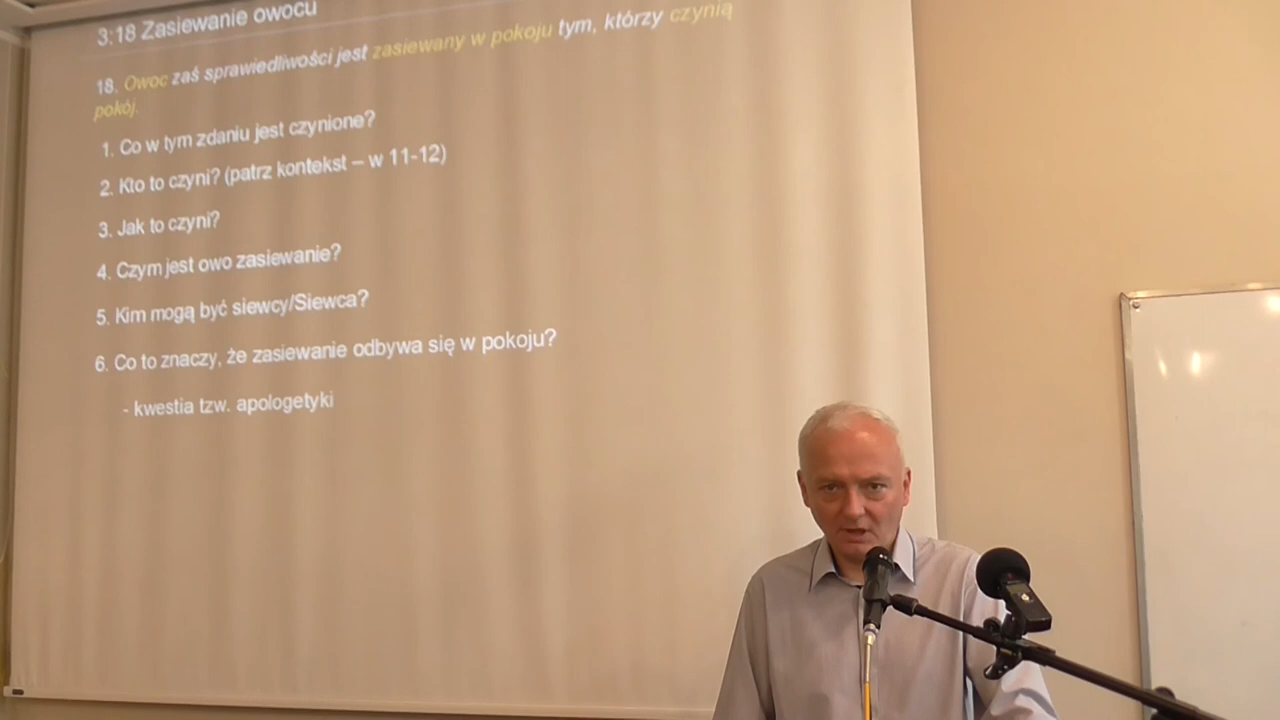 3:18 Zasiewanie owocu
18. Owoc zaś sprawiedliwości jest zasiewany w pokoju tym, którzy czynią
pokój.
1. Co w tym zdaniu jest czynione?
2. Kto to czyni? (patrz kontekst – w 11-12)
3. Jak to czyni?
4. Czym jest owo zasiewanie?
5. Kim mogą być siewcy/Siewca?
6. Co to znaczy, że zasiewanie odbywa się w pokoju?
- kwestia tzw. apologetyki